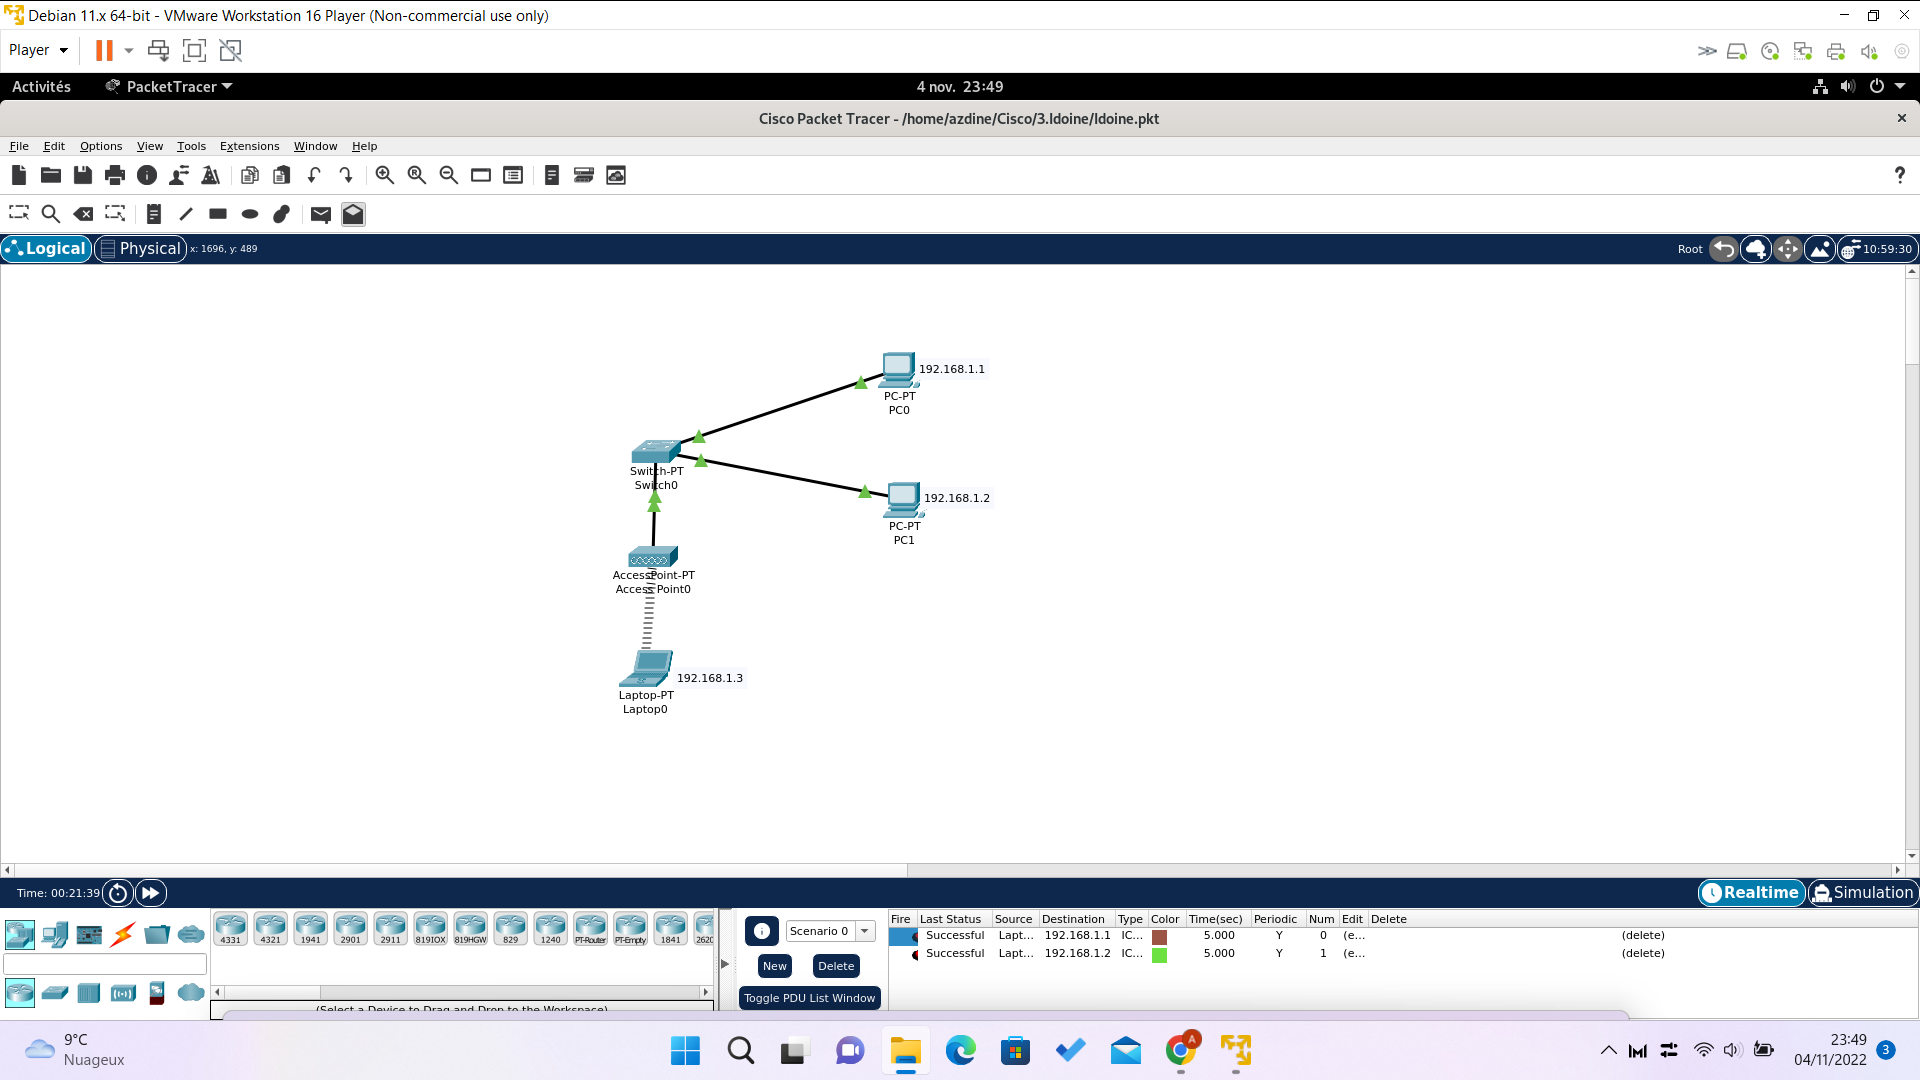 Debian 11.x 64-bit - VMware Workstation 16 Player (Non-commercial use only)
Player
Activités PacketTracer 4 nov. 23:49
Cisco Packet Tracer - /home/azdine/Cisco/3.Idoine/Idoine.pkt
File Edit Options View Tools Extensions Window Help
Logical Physical x: 1696, y: 489 Root 10:59:30
192.168.1.1
PC-PT
PC0
Switch-PT
Switch0
192.168.1.2
PC-PT
PC1
AccessPoint-PT
Access Point0
192.168.1.3
Laptop-PT
Laptop0
Time: 00:21:39 Realtime Simulation
4331 4321 1941 2901 2911 819IOX 819HGW 829 1240 PT-Router PT-Empty 1841 2620
(Select a Device to Drag and Drop to the Workspace)
Scenario 0
New Delete
Toggle PDU List Window
Fire Last Status Source Destination Type Color Time(sec) Periodic Num Edit Delete
Successful Lapt... 192.168.1.1 IC... 5.000 Y 0 (e... (delete)
Successful Lapt... 192.168.1.2 IC... 5.000 Y 1 (e... (delete)
9°C
Nuageux
A
23:49
04/11/2022
3